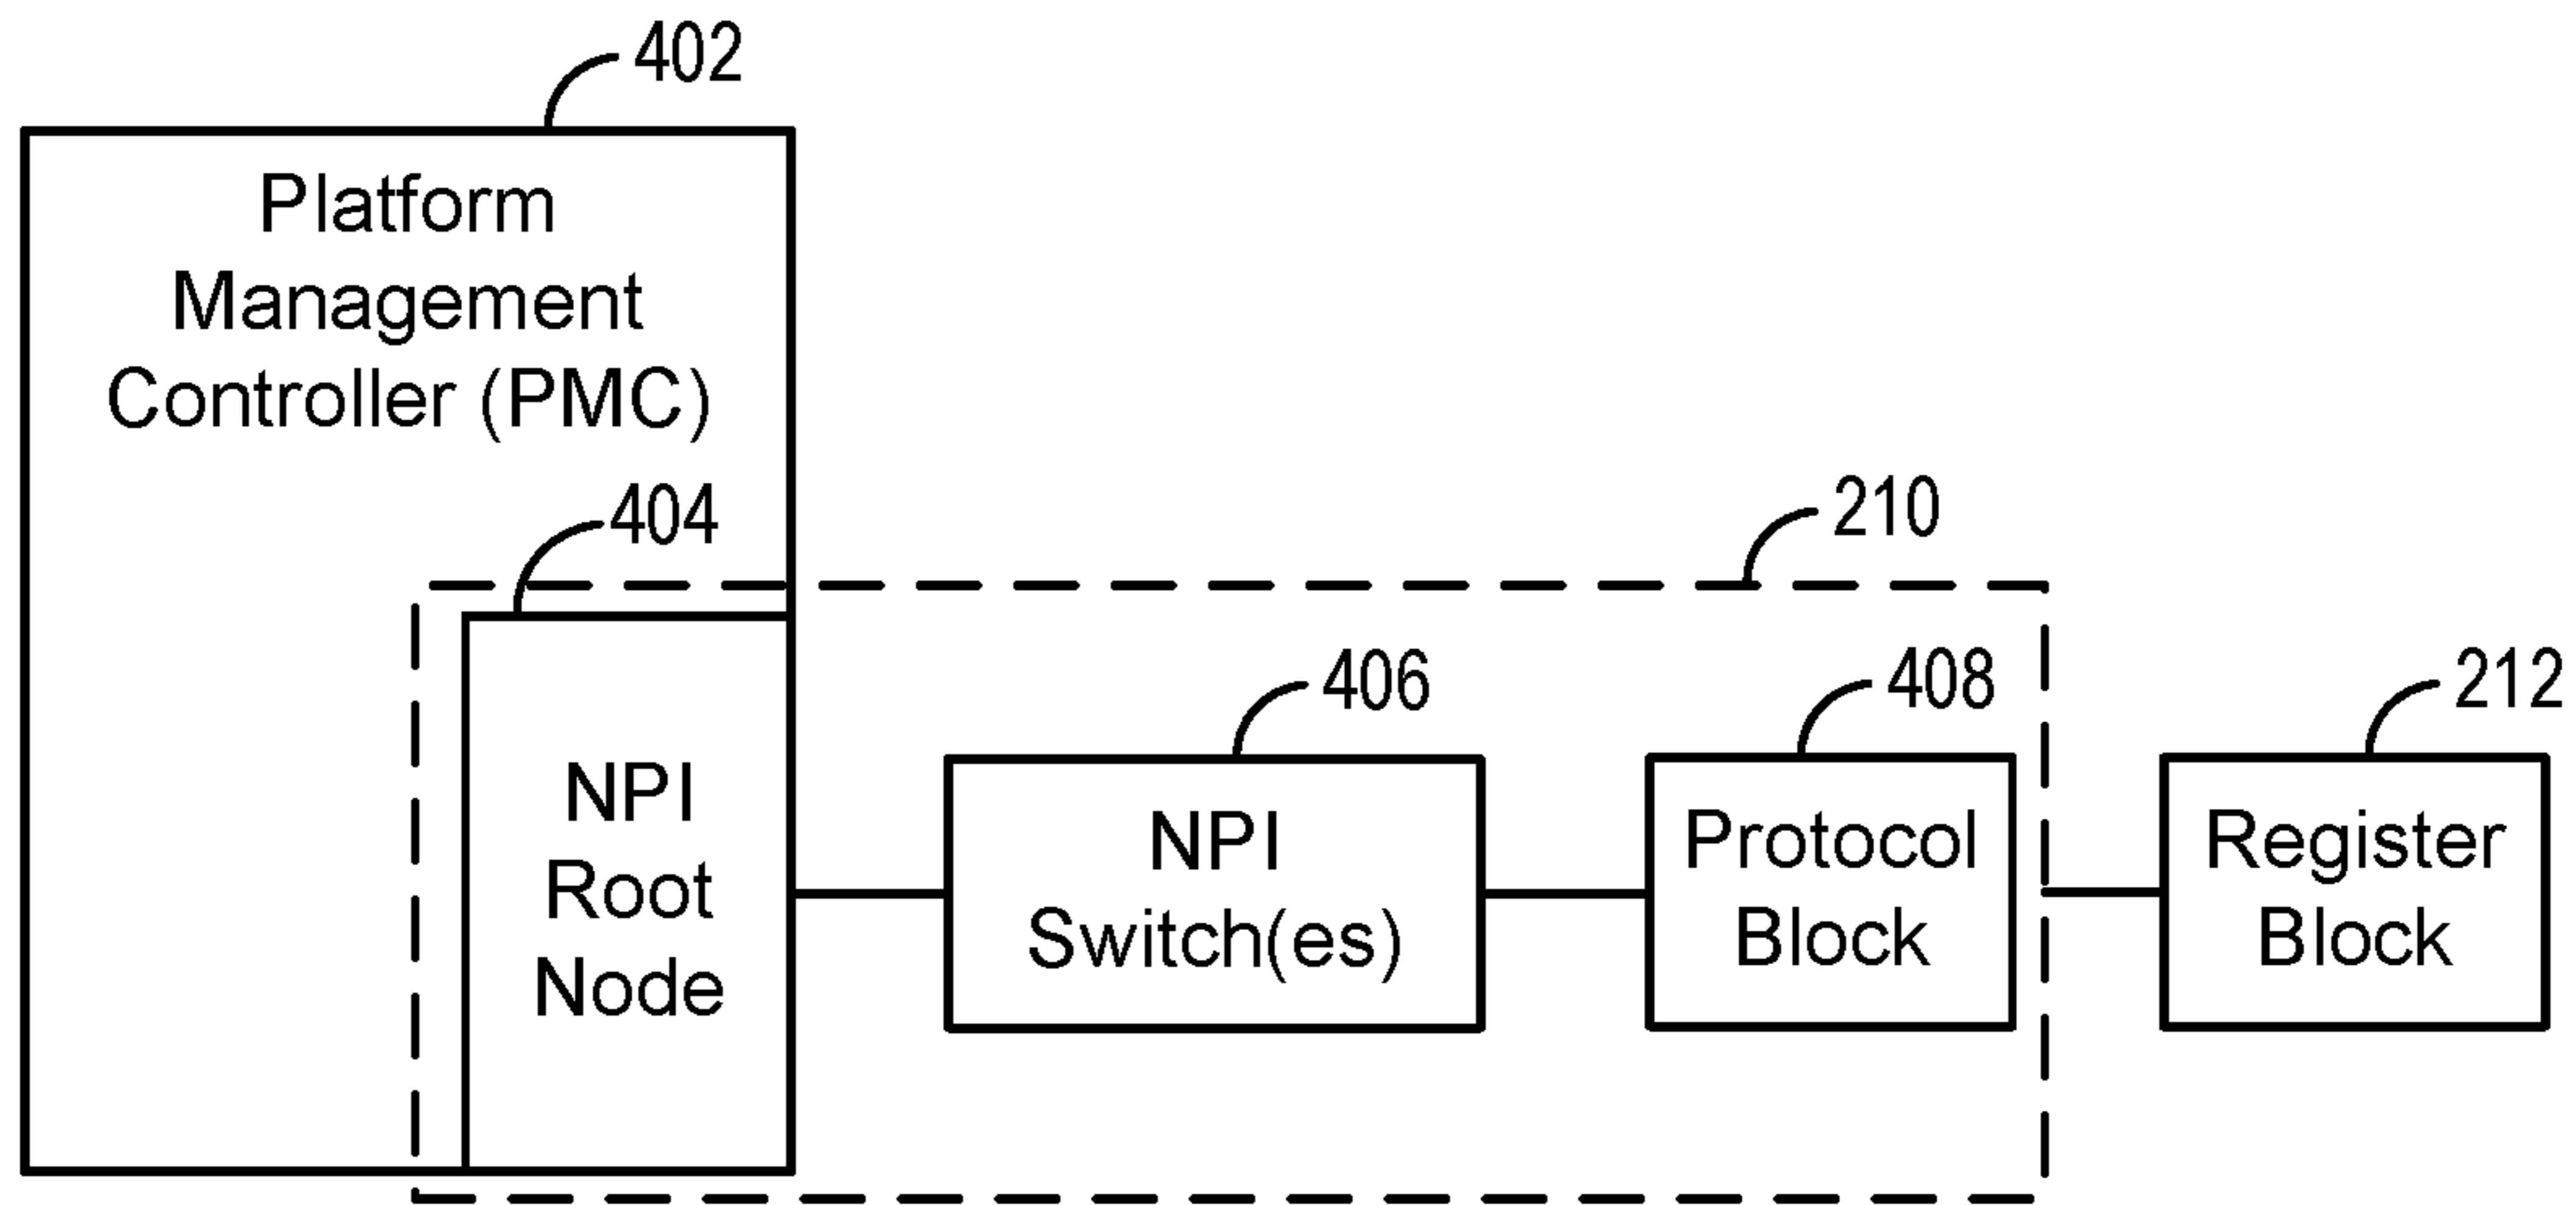 402
Platform
Management
Controller (PMC)
404
210
406
408
212
NPI
Root
Node
NPI
Switch(es)
Protocol
Block
Register
Block